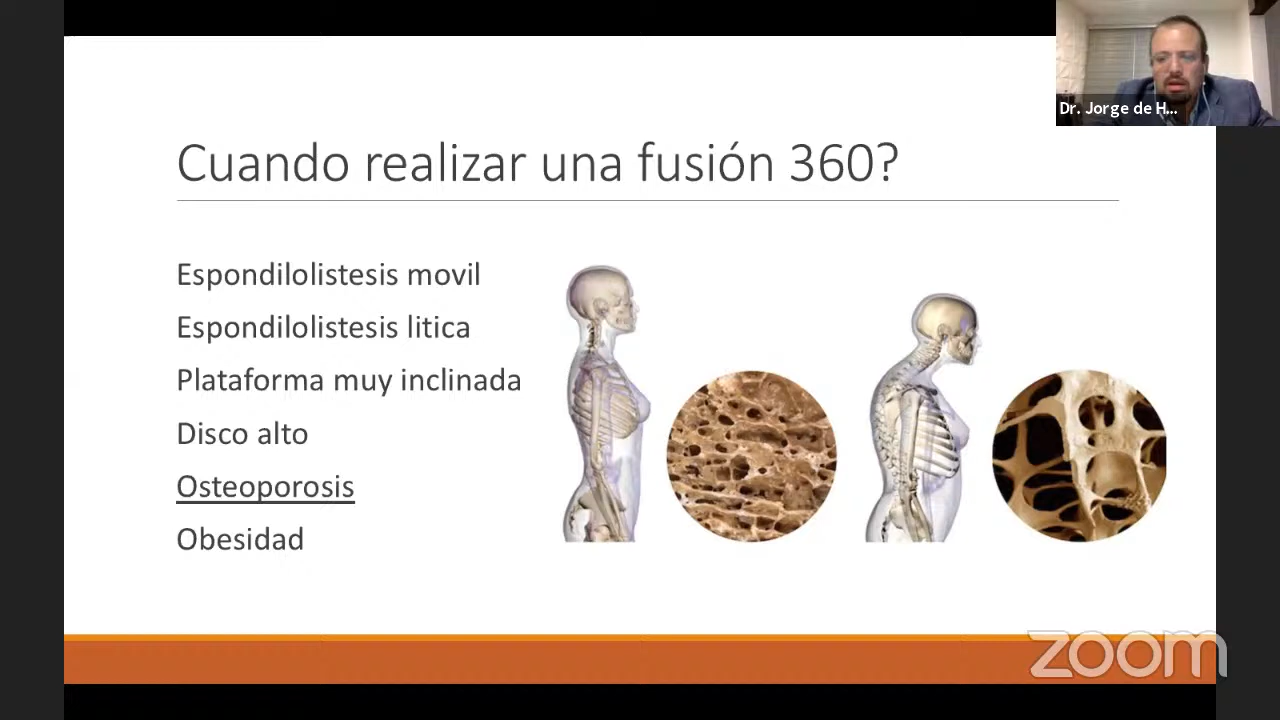 Dr. Jorge de H...
Cuando realizar una fusión 360?
Espondilolistesis movil
Espondilolistesis litica
Plataforma muy inclinada
Disco alto
Osteoporosis
Obesidad
zoom